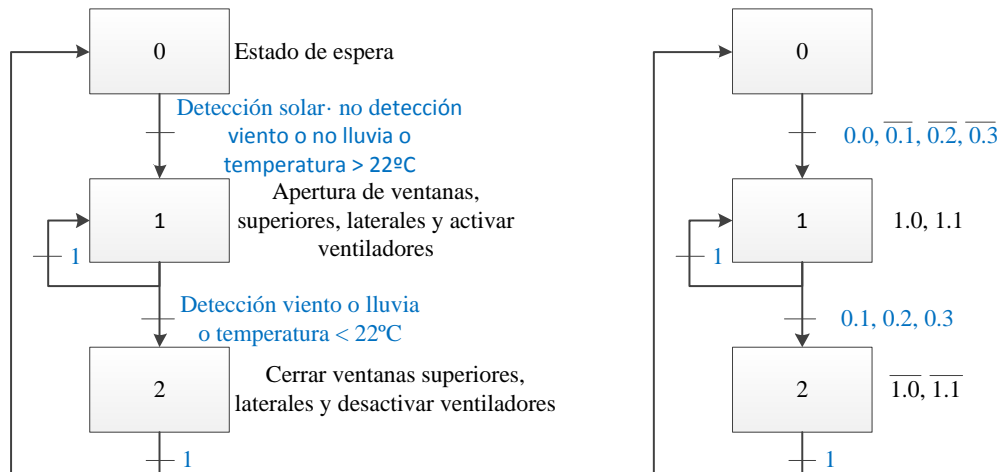 0
Estado de espera
Detección solar· no detección
viento o no lluvia o
temperatura > 22ºC
1
Apertura de ventanas,
superiores, laterales y activar
ventiladores
1
Detección viento o lluvia
o temperatura < 22ºC
2
Cerrar ventanas superiores,
laterales y desactivar ventiladores
1
0
0.0, 0.1̅, 0.2̅, 0.3̅
1
1.0, 1.1
1
0.1, 0.2, 0.3
2
1.0̅, 1.1̅
1